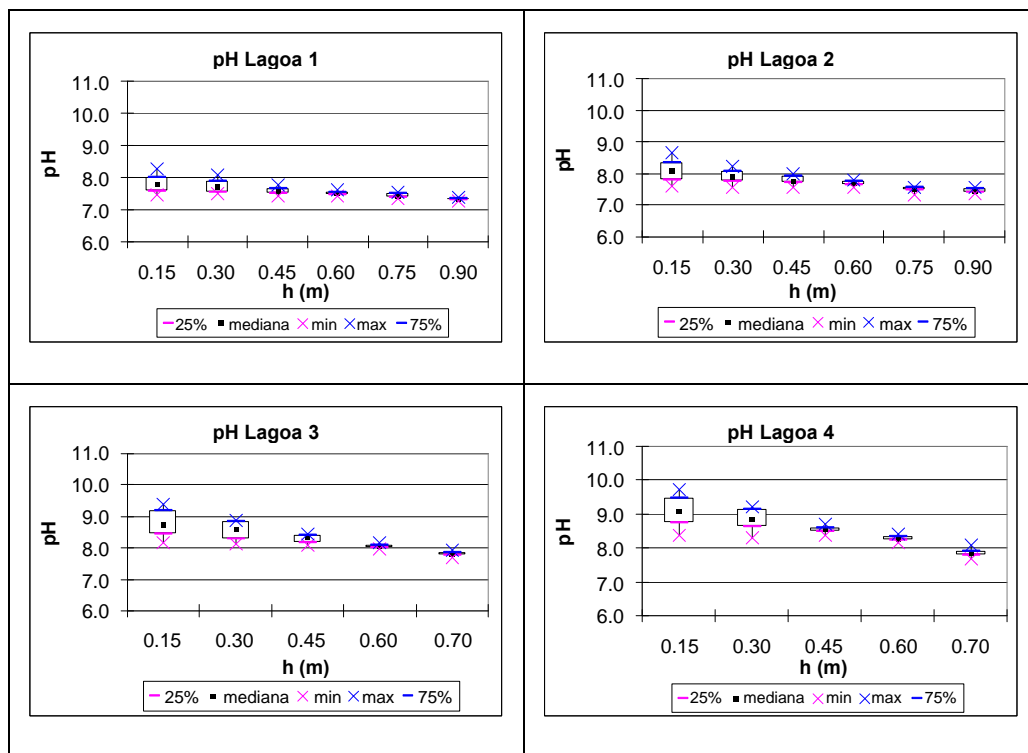 pH Lagoa 1
11.0
10.0
9.0
8.0
7.0
6.0
pH
0.15 0.30 0.45 0.60 0.75 0.90
h (m)
25% mediana min max 75%
pH Lagoa 2
11.0
10.0
9.0
8.0
7.0
6.0
pH
0.15 0.30 0.45 0.60 0.75 0.90
h (m)
25% mediana min max 75%
pH Lagoa 3
11.0
10.0
9.0
8.0
7.0
6.0
pH
0.15 0.30 0.45 0.60 0.70
h (m)
25% mediana min max 75%
pH Lagoa 4
11.0
10.0
9.0
8.0
7.0
6.0
pH
0.15 0.30 0.45 0.60 0.70
h (m)
25% mediana min max 75%